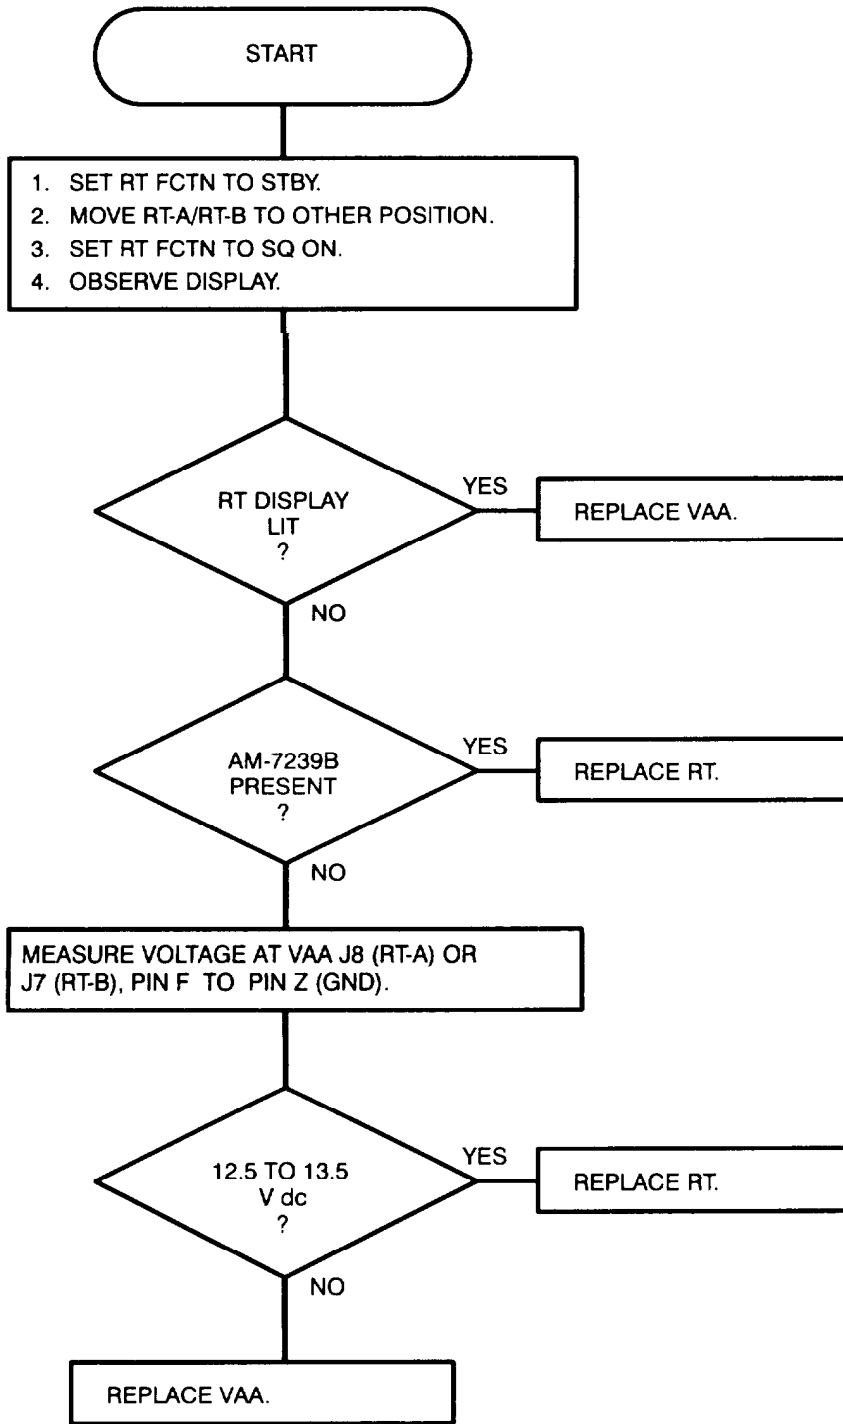 START
1. SET RT FCTN TO STBY.
2. MOVE RT-A/RT-B TO OTHER POSITION.
3. SET RT FCTN TO SQ ON.
4. OBSERVE DISPLAY.
RT DISPLAY
LIT
?
YES
REPLACE VAA.
NO
AM-7239B
PRESENT
?
YES
REPLACE RT.
NO
MEASURE VOLTAGE AT VAA J8 (RT-A) OR
J7 (RT-B), PIN F TO PIN Z (GND).
12.5 TO 13.5
V dc
?
YES
REPLACE RT.
NO
REPLACE VAA.